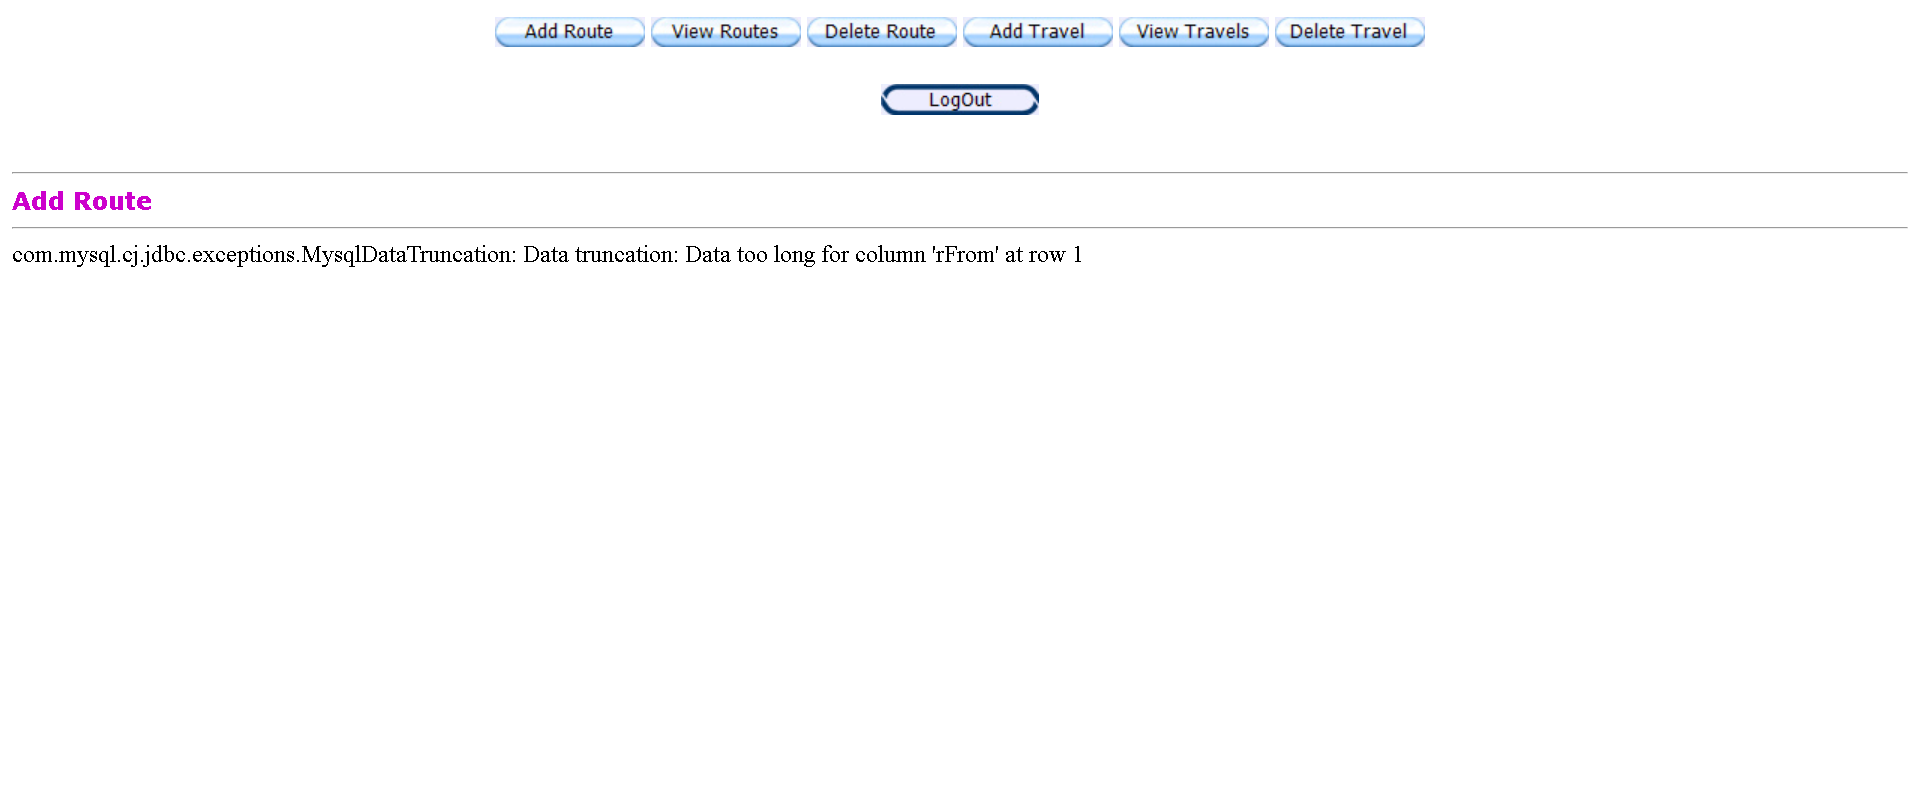 Add Route View Routes Delete Route Add Travel View Travels Delete Travel
LogOut
Add Route
com.mysql.cj.jdbc.exceptions.MysqlDataTruncation: Data truncation: Data too long for column 'rFrom' at row 1